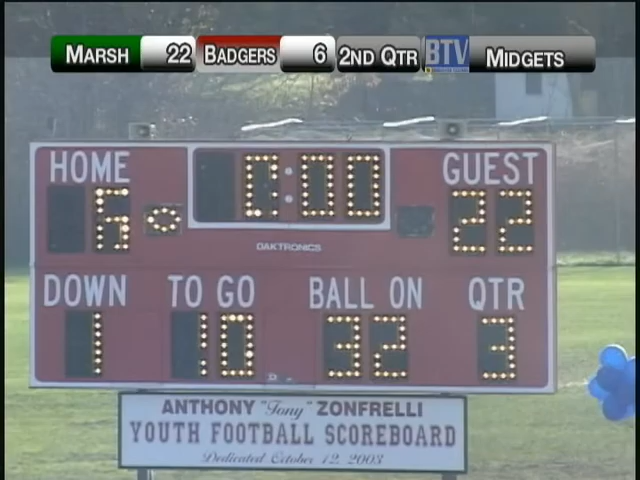 MARSH 22 BADGERS 6 2ND QTR BTV MIDGETS
HOME 0:00 GUEST
6 22
DAKTRONICS
DOWN TO GO BALL ON QTR
1 10 32 3
ANTHONY "Tony" ZONFRELLI
YOUTH FOOTBALL SCOREBOARD
Dedicated October 12, 2003